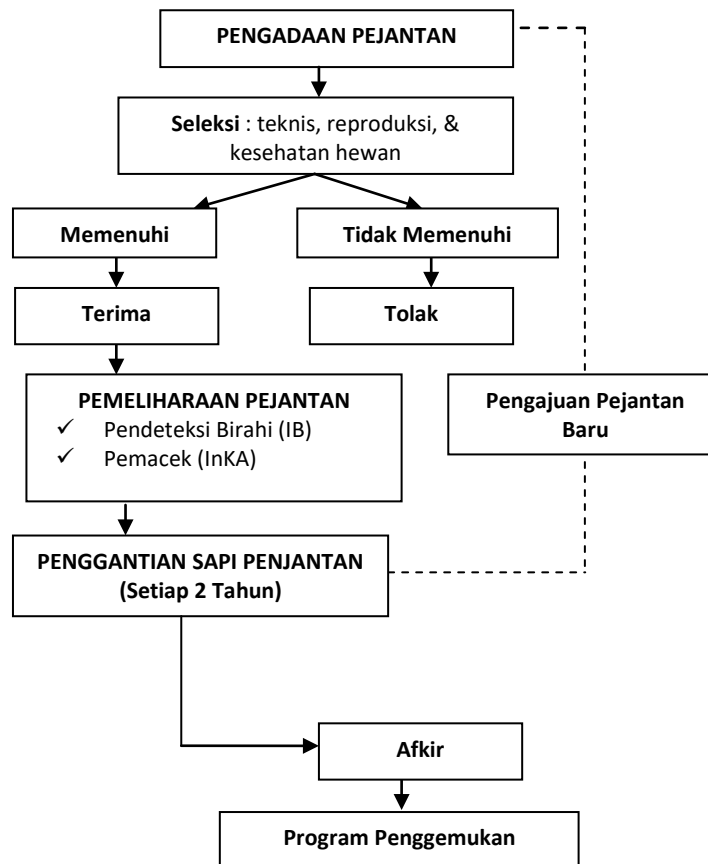 PENGADAAN PEJANTAN
Seleksi : teknis, reproduksi, &
kesehatan hewan
Memenuhi
Tidak Memenuhi
Terima
Tolak
PEMELIHARAAN PEJANTAN
✓ Pendeteksi Birahi (IB)
✓ Pemacek (InKA)
Pengajuan Pejantan
Baru
PENGGANTIAN SAPI PENJANTAN
(Setiap 2 Tahun)
Afkir
Program Penggemukan